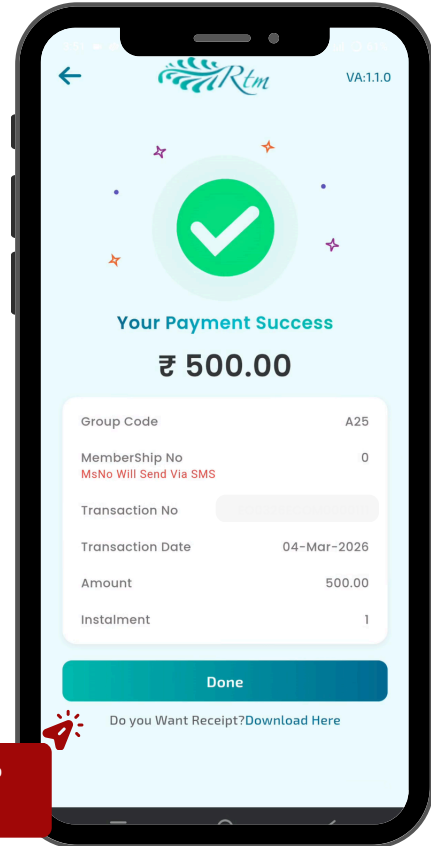 Rtm
VA:1.1.0
Your Payment Success
₹ 500.00
Group Code A25
MemberShip No 0
MsNo Will Send Via SMS
Transaction No
Transaction Date 04-Mar-2026
Amount 500.00
Instalment 1
Done
Do you Want Receipt?Download Here